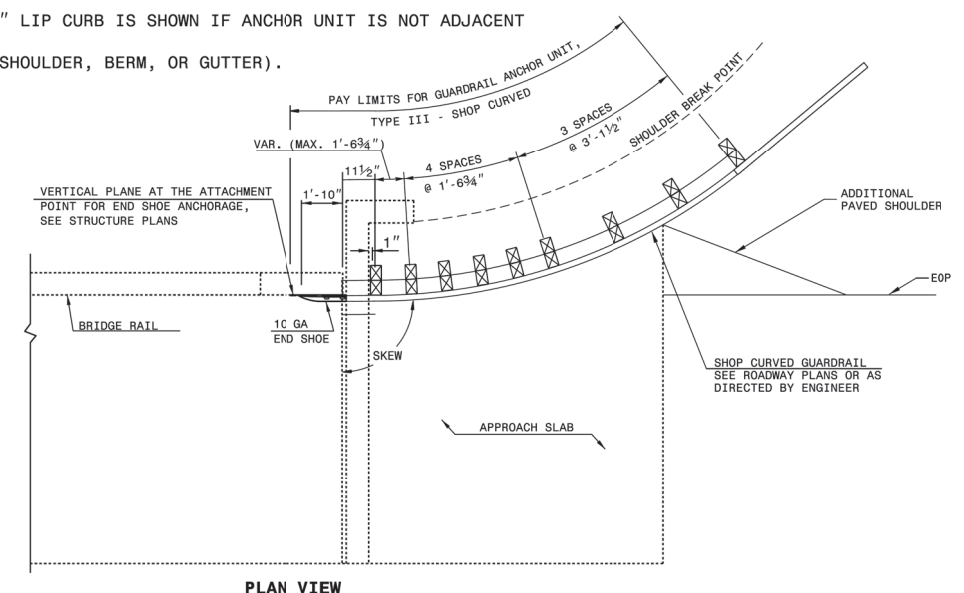 " LIP CURB IS SHOWN IF ANCHOR UNIT IS NOT ADJACENT
SHOULDER, BERM, OR GUTTER).
PAY LIMITS FOR GUARDRAIL ANCHOR UNIT,
TYPE III - SHOP CURVED
3 SPACES
@ 3'-1½"
SHOULDER BREAK POINT
VAR. (MAX. 1'-6¾")
11½"
4 SPACES
@ 1'-6¾"
VERTICAL PLANE AT THE ATTACHMENT
POINT FOR END SHOE ANCHORAGE,
SEE STRUCTURE PLANS
1'-10"
1"
ADDITIONAL
PAVED SHOULDER
EOP
BRIDGE RAIL
10 GA
END SHOE
SKEW
SHOP CURVED GUARDRAIL
SEE ROADWAY PLANS OR AS
DIRECTED BY ENGINEER
APPROACH SLAB
PLAN VIEW